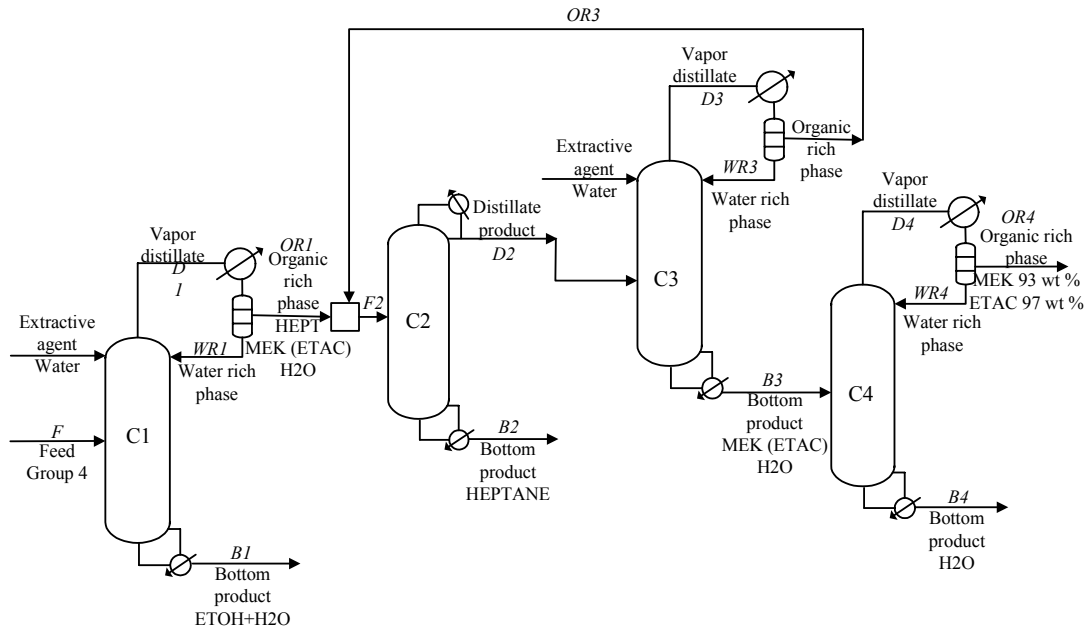 OR3
Vapor
distillate
D3
Organic
rich
phase
Extractive
agent
Water
WR3
Water rich
phase
C3
Vapor
distillate
D4
OR4
Organic rich
phase
MEK 93 wt %
ETAC 97 wt %
WR4
Water rich
phase
C4
Distillate
product
D2
Vapor
distillate
D
1
OR1
Organic
rich
phase
HEPT
MEK (ETAC)
H2O
F2
C2
Extractive
agent
Water
WR1
Water rich
phase
F
Feed
Group 4
C1
B3
Bottom
product
MEK (ETAC)
H2O
B2
Bottom
product
HEPTANE
B4
Bottom
product
H2O
B1
Bottom
product
ETOH+H2O